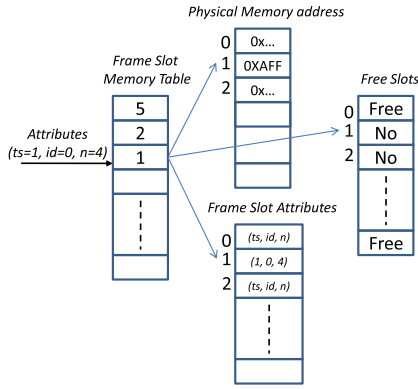 Physical Memory address
0 0x...
1 0XAFF
2 0x...
Frame Slot
Memory Table
5
2
1
Attributes
(ts=1, id=0, n=4)
Free Slots
0 Free
1 No
2 No
Free
Frame Slot Attributes
0 (ts, id, n)
1 (1, 0, 4)
2 (ts, id, n)